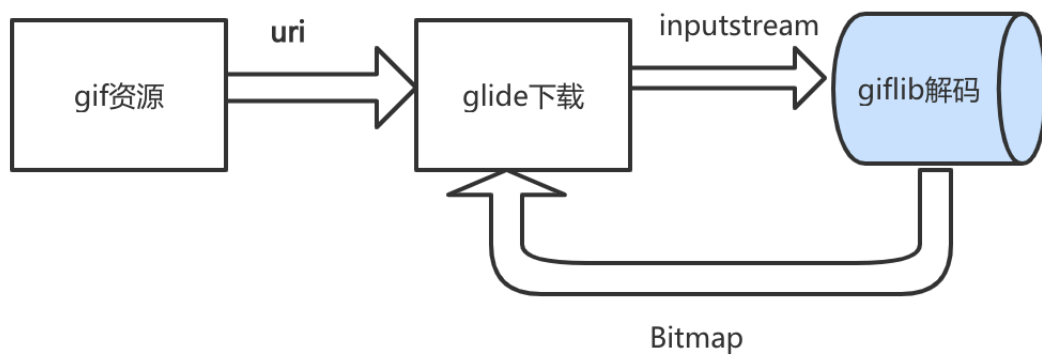 uri
inputstream
gif资源
glide下载
giflib解码
Bitmap